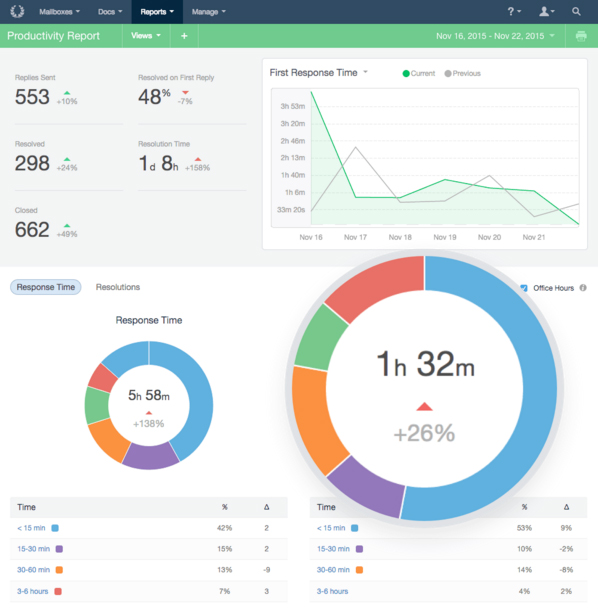 Mailboxes Docs Reports Manage ?
Productivity Report Views + Nov 16, 2015 - Nov 22, 2015
Replies Sent
553 +10%
Resolved on First Reply
48% -7%
Resolved
298 +24%
Resolution Time
1d 8h +158%
Closed
662 +49%
First Response Time Current Previous
3h 53m
3h 20m
2h 46m
2h 13m
1h 40m
1h 6m
33m 20s
Nov 16 Nov 17 Nov 18 Nov 19 Nov 20 Nov 21
Response Time Resolutions
Office Hours
Response Time
5h 58m
+138%
1h 32m
+26%
Time % Δ
< 15 min 42% 2
15-30 min 15% 2
30-60 min 13% -9
3-6 hours 7% 3
Time % Δ
< 15 min 53% 9%
15-30 min 10% -2%
30-60 min 14% -8%
3-6 hours 4% 2%